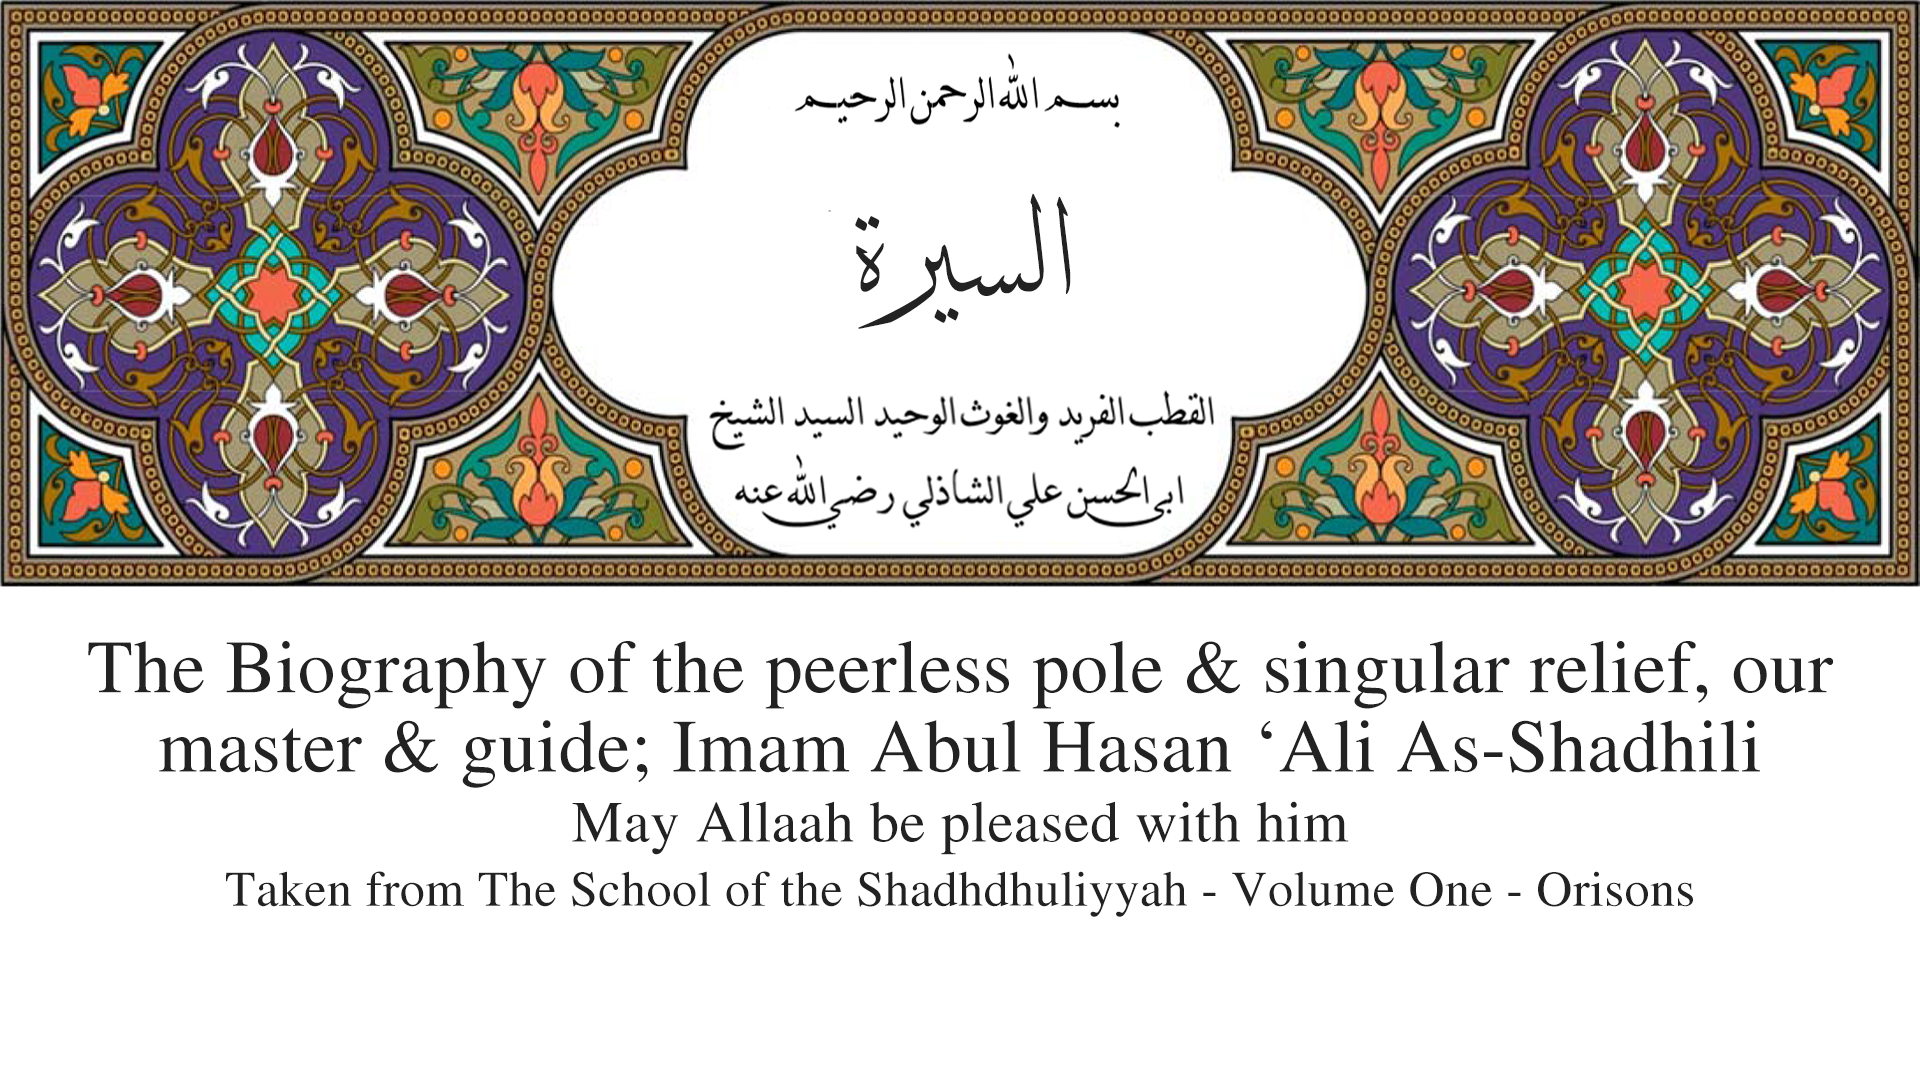 بسم الله الرحمن الرحيم
السيرة
القطب الفريد والغوث الوحيد السيد الشيخ
ابي الحسن علي الشاذلي رضي الله عنه
The Biography of the peerless pole & singular relief, our
master & guide; Imam Abul Hasan ‘Ali As-Shadhili
May Allaah be pleased with him
Taken from The School of the Shadhdhuliyyah - Volume One - Orisons